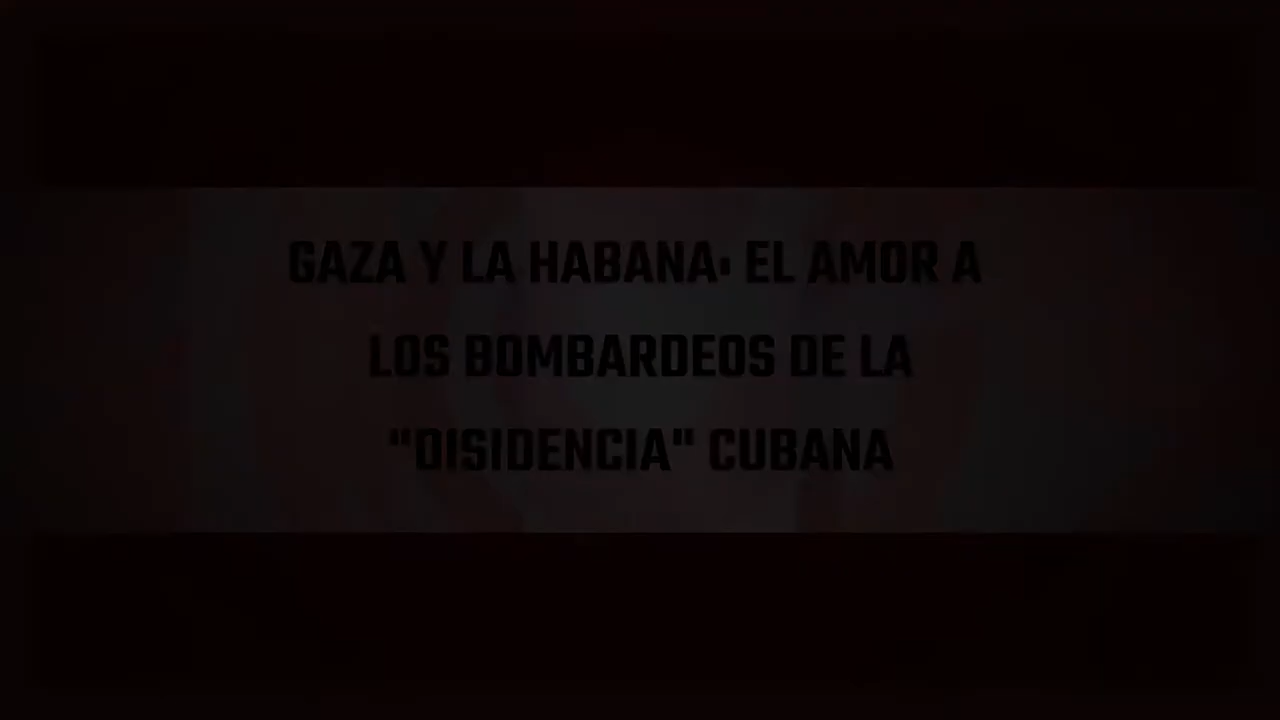 GAZA Y LA HABANA: EL AMOR A
LOS BOMBARDEOS DE LA
"DISIDENCIA" CUBANA